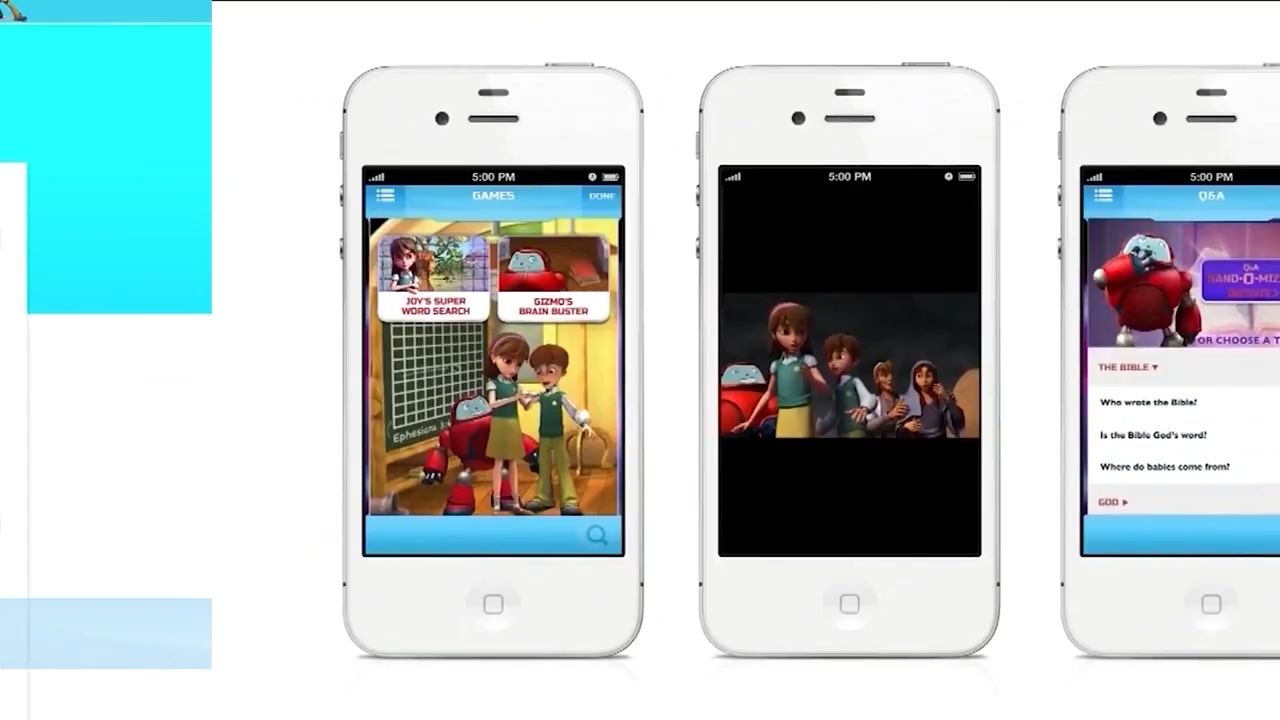 5:00 PM
GAMES
DONE
JOY'S SUPER
WORD SEARCH
GIZMO'S
BRAIN BUSTER
Ephesians
5:00 PM
5:00 PM
Q&A
Q&A
OR CHOOSE A T
THE BIBLE
Who wrote the Bible?
Is the Bible God's word?
Where do babies come from?
GOD